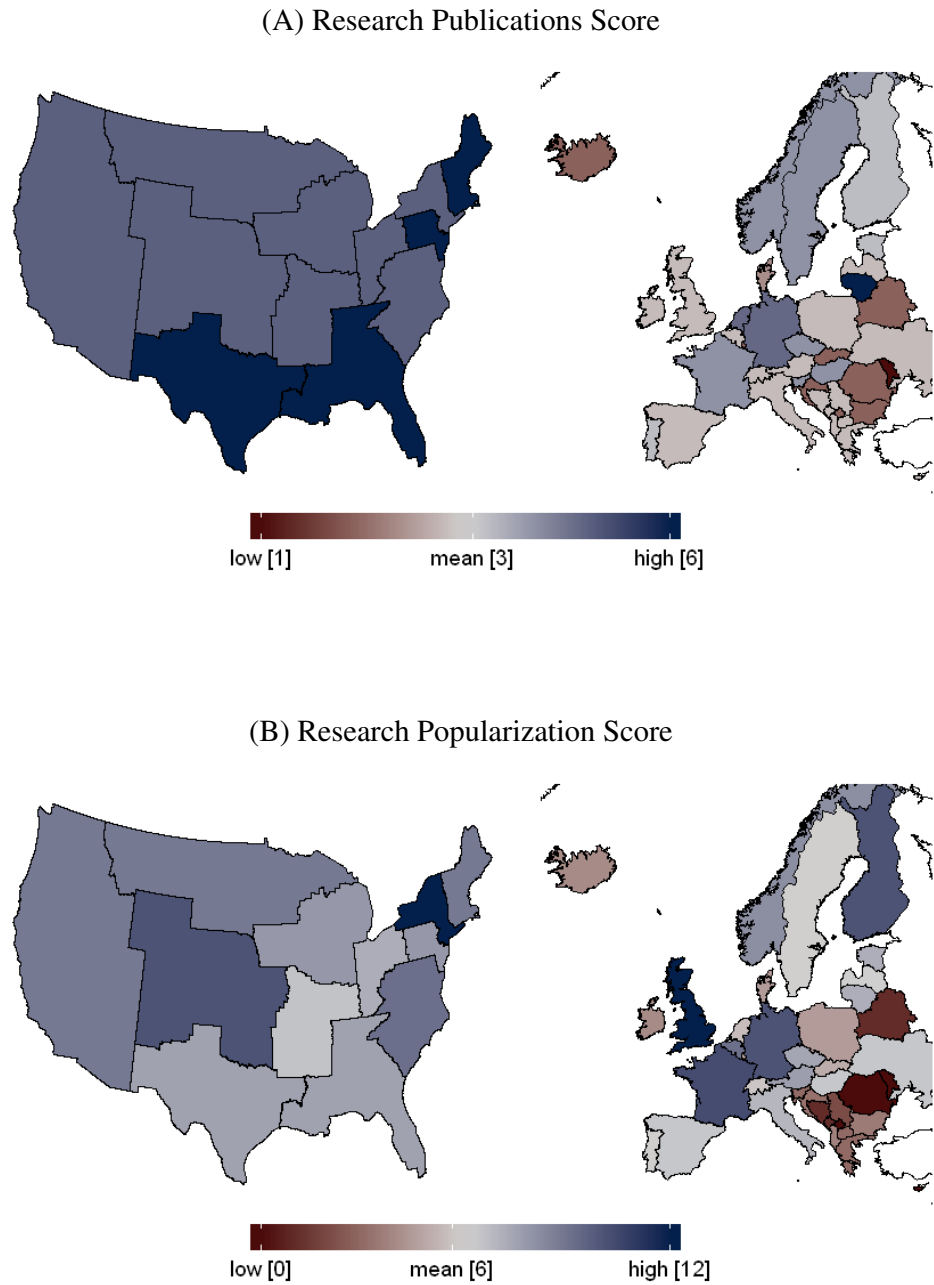 (A) Research Publications Score
low [1] mean [3] high [6]
(B) Research Popularization Score
low [0] mean [6] high [12]